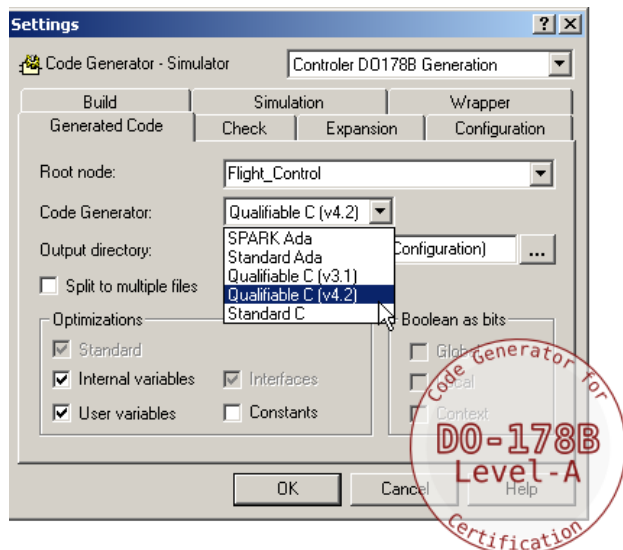 Settings
Code Generator - Simulator
Controler DO178B Generation
Build
Simulation
Wrapper
Generated Code
Check
Expansion
Configuration
Root node:
Flight_Control
Code Generator:
Qualifiable C (v4.2)
SPARK Ada
Standard Ada
Qualifiable C (v3.1)
Qualifiable C (v4.2)
Standard C
Output directory:
Configuration)
...
Split to multiple files
Optimizations
Standard
Internal variables
Interfaces
User variables
Constants
Boolean as bits
Global
Local
Context
OK
Cancel
Help
Code Generator for
DO-178B
Level-A
Certification